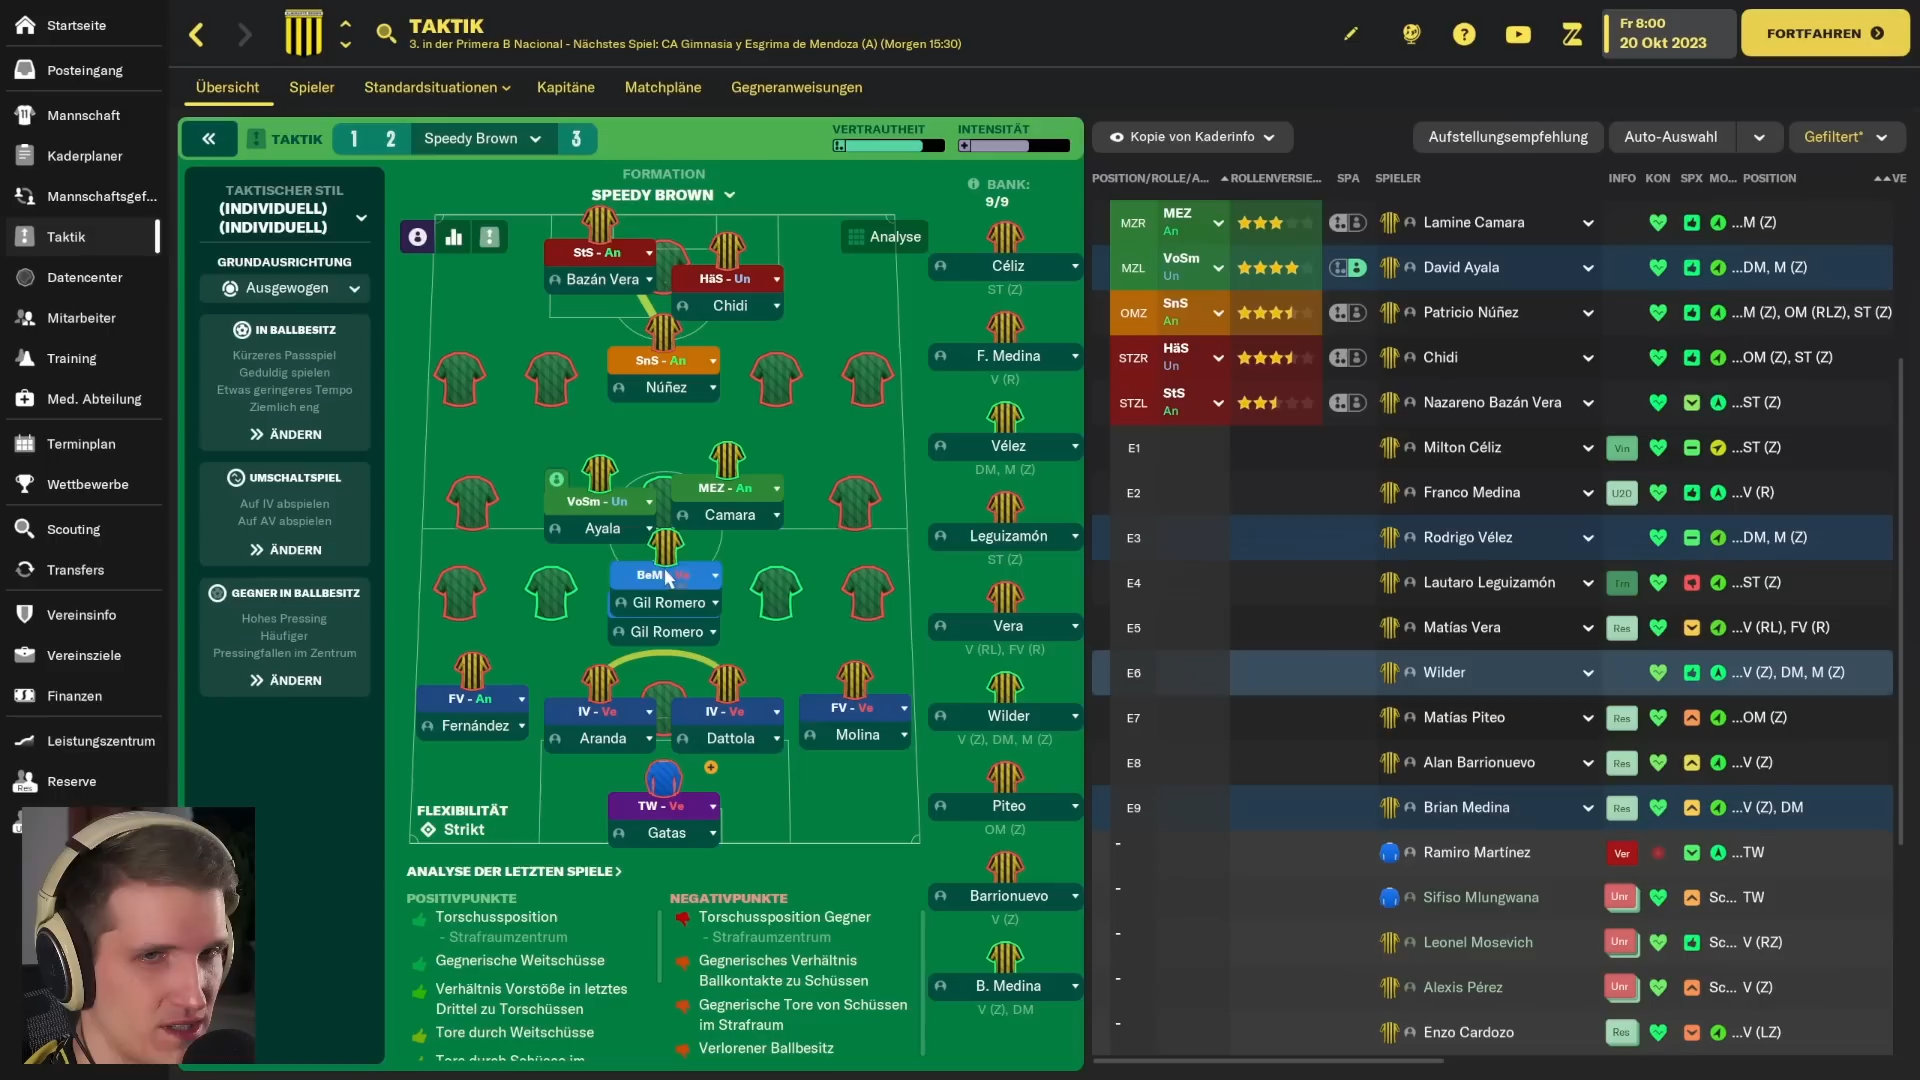 Startseite
Posteingang
Mannschaft
Kaderplaner
Mannschaftsgef...
Taktik
Datencenter
Mitarbeiter
Training
Med. Abteilung
Terminplan
Wettbewerbe
Scouting
Transfers
Vereinsinfo
Vereinsziele
Finanzen
Leistungszentrum
Reserve
Res
TAKTIK
3. in der Primera B Nacional - Nächstes Spiel: CA Gimnasia y Esgrima de Mendoza (A) (Morgen 15:30)
Fr 8:00
20 Okt 2023
FORTFAHREN
Übersicht
Spieler
Standardsituationen
Kapitäne
Matchpläne
Gegneranweisungen
TAKTIK
1
2
Speedy Brown
3
VERTRAUTHEIT
INTENSITÄT
TAKTISCHER STIL
(INDIVIDUELL)
(INDIVIDUELL)
GRUNDAUSRICHTUNG
Ausgewogen
IN BALLBESITZ
Kürzeres Passspiel
Geduldig spielen
Etwas geringeres Tempo
Ziemlich eng
ÄNDERN
UMSCHALTSPIEL
Auf IV abspielen
Auf AV abspielen
ÄNDERN
GEGNER IN BALLBESITZ
Hohes Pressing
Häufiger
Pressingfallen im Zentrum
ÄNDERN
FORMATION
SPEEDY BROWN
Analyse
StS - An
Bazán Vera
HäS - Un
Chidi
SnS - An
Núñez
VoSm - Un
Ayala
MEZ - An
Camara
BeM
Gil Romero
Gil Romero
FV - An
Fernández
IV - Ve
Aranda
IV - Ve
Dattola
FV - Ve
Molina
TW - Ve
Gatas
FLEXIBILITÄT
Strikt
BANK:
9/9
Céliz
ST (Z)
F. Medina
V (R)
Vélez
DM, M (Z)
Leguizamón
ST (Z)
Vera
V (RL), FV (R)
Wilder
V (Z), DM, M (Z)
Piteo
OM (Z)
Barrionuevo
V (Z)
B. Medina
V (Z), DM
ANALYSE DER LETZTEN SPIELE
POSITIVPUNKTE
Torschussposition
- Strafraumzentrum
Gegnerische Weitschüsse
Verhältnis Vorstöße in letztes
Drittel zu Torschüssen
Tore durch Weitschüsse
NEGATIVPUNKTE
Torschussposition Gegner
- Strafraumzentrum
Gegnerisches Verhältnis
Ballkontakte zu Schüssen
Gegnerische Tore von Schüssen
im Strafraum
Verlorener Ballbesitz
Kopie von Kaderinfo
Aufstellungsempfehlung
Auto-Auswahl
Gefiltert*
POSITION/ROLLE/A... ROLLENVERSIE... SPA SPIELER INFO KON SPX MO... POSITION VE
MZR MEZ An Lamine Camara ...M (Z)
MZL VoSm Un David Ayala ...DM, M (Z)
OMZ SnS An Patricio Núñez ...M (Z), OM (RLZ), ST (Z)
STZR HäS Un Chidi ...OM (Z), ST (Z)
STZL StS An Nazareno Bazán Vera ...ST (Z)
E1 Milton Céliz Vin ...ST (Z)
E2 Franco Medina U20 ...V (R)
E3 Rodrigo Vélez ...DM, M (Z)
E4 Lautaro Leguizamón Trn ...ST (Z)
E5 Matías Vera Res ...V (RL), FV (R)
E6 Wilder ...V (Z), DM, M (Z)
E7 Matías Piteo Res ...OM (Z)
E8 Alan Barrionuevo Res ...V (Z)
E9 Brian Medina Res ...V (Z), DM
- Ramiro Martínez Ver ...TW
- Sifiso Mlungwana Unr Sc... TW
- Leonel Mosevich Unr Sc... V (RZ)
- Alexis Pérez Unr Sc... V (Z)
- Enzo Cardozo Res ...V (LZ)